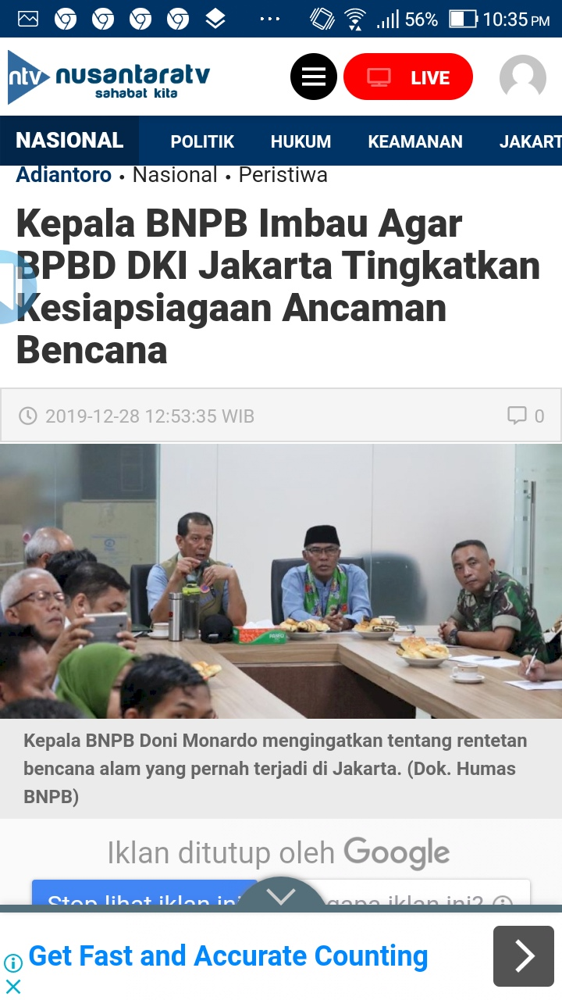 56% 10:35 PM
ntv nusantaratv
sahabat kita
LIVE
NASIONAL POLITIK HUKUM KEAMANAN JAKART
Adiantoro • Nasional • Peristiwa
Kepala BNPB Imbau Agar
BPBD DKI Jakarta Tingkatkan
Kesiapsiagaan Ancaman
Bencana
2019-12-28 12:53:35 WIB 0
Kepala BNPB Doni Monardo mengingatkan tentang rentetan
bencana alam yang pernah terjadi di Jakarta. (Dok. Humas
BNPB)
Iklan ditutup oleh Google
Stop lihat iklan ini gapa iklan ini?
Get Fast and Accurate Counting